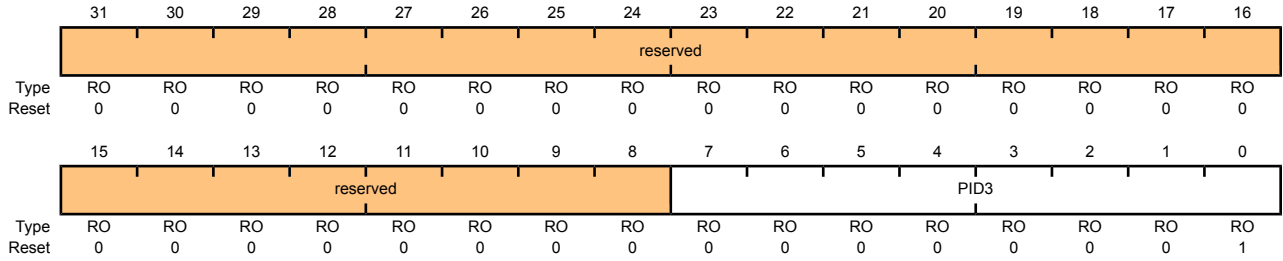 31 30 29 28 27 26 25 24 23 22 21 20 19 18 17 16
reserved
Type RO RO RO RO RO RO RO RO RO RO RO RO RO RO RO RO
Reset 0 0 0 0 0 0 0 0 0 0 0 0 0 0 0 0
15 14 13 12 11 10 9 8 7 6 5 4 3 2 1 0
reserved PID3
Type RO RO RO RO RO RO RO RO RO RO RO RO RO RO RO RO
Reset 0 0 0 0 0 0 0 0 0 0 0 0 0 0 0 1